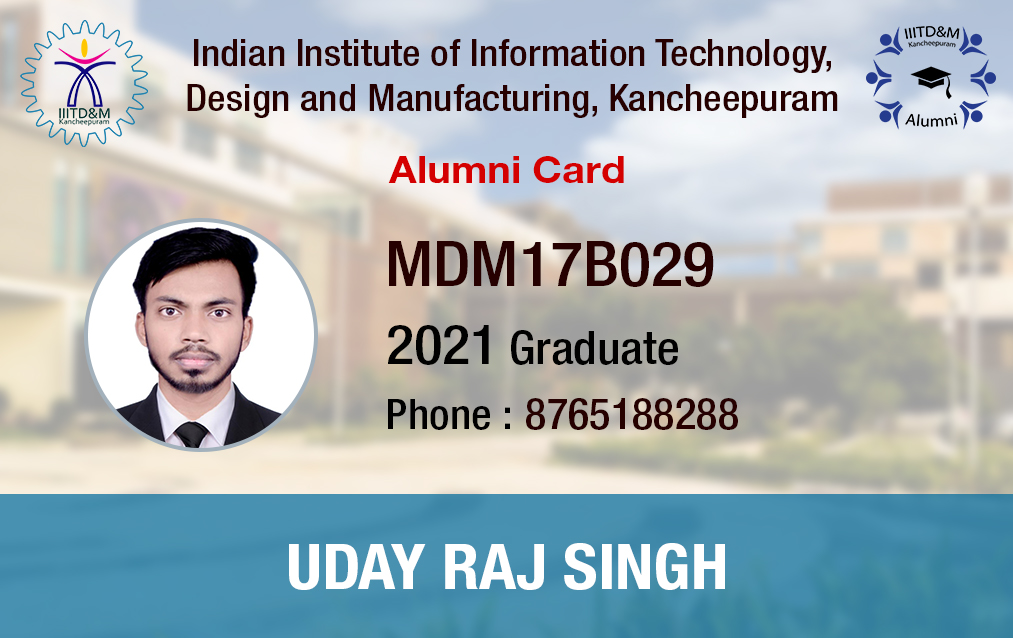 IIITD&M
Kancheepuram
Indian Institute of Information Technology,
Design and Manufacturing, Kancheepuram
IIITD&M
Kancheepuram
Alumni
Alumni Card
MDM17B029
2021 Graduate
Phone : 8765188288
UDAY RAJ SINGH